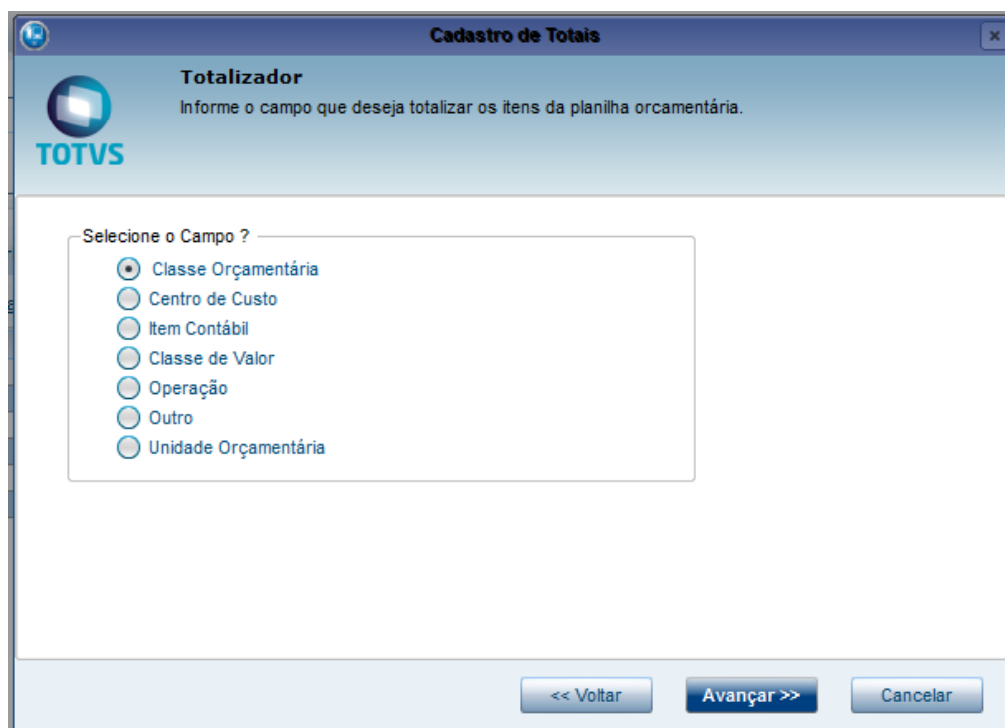 Cadastro de Totais
Totalizador
Informe o campo que deseja totalizar os itens da planilha orçamentária.
TOTVS
Selecione o Campo ?
Classe Orçamentária
Centro de Custo
Item Contábil
Classe de Valor
Operação
Outro
Unidade Orçamentária
<< Voltar
Avançar >>
Cancelar